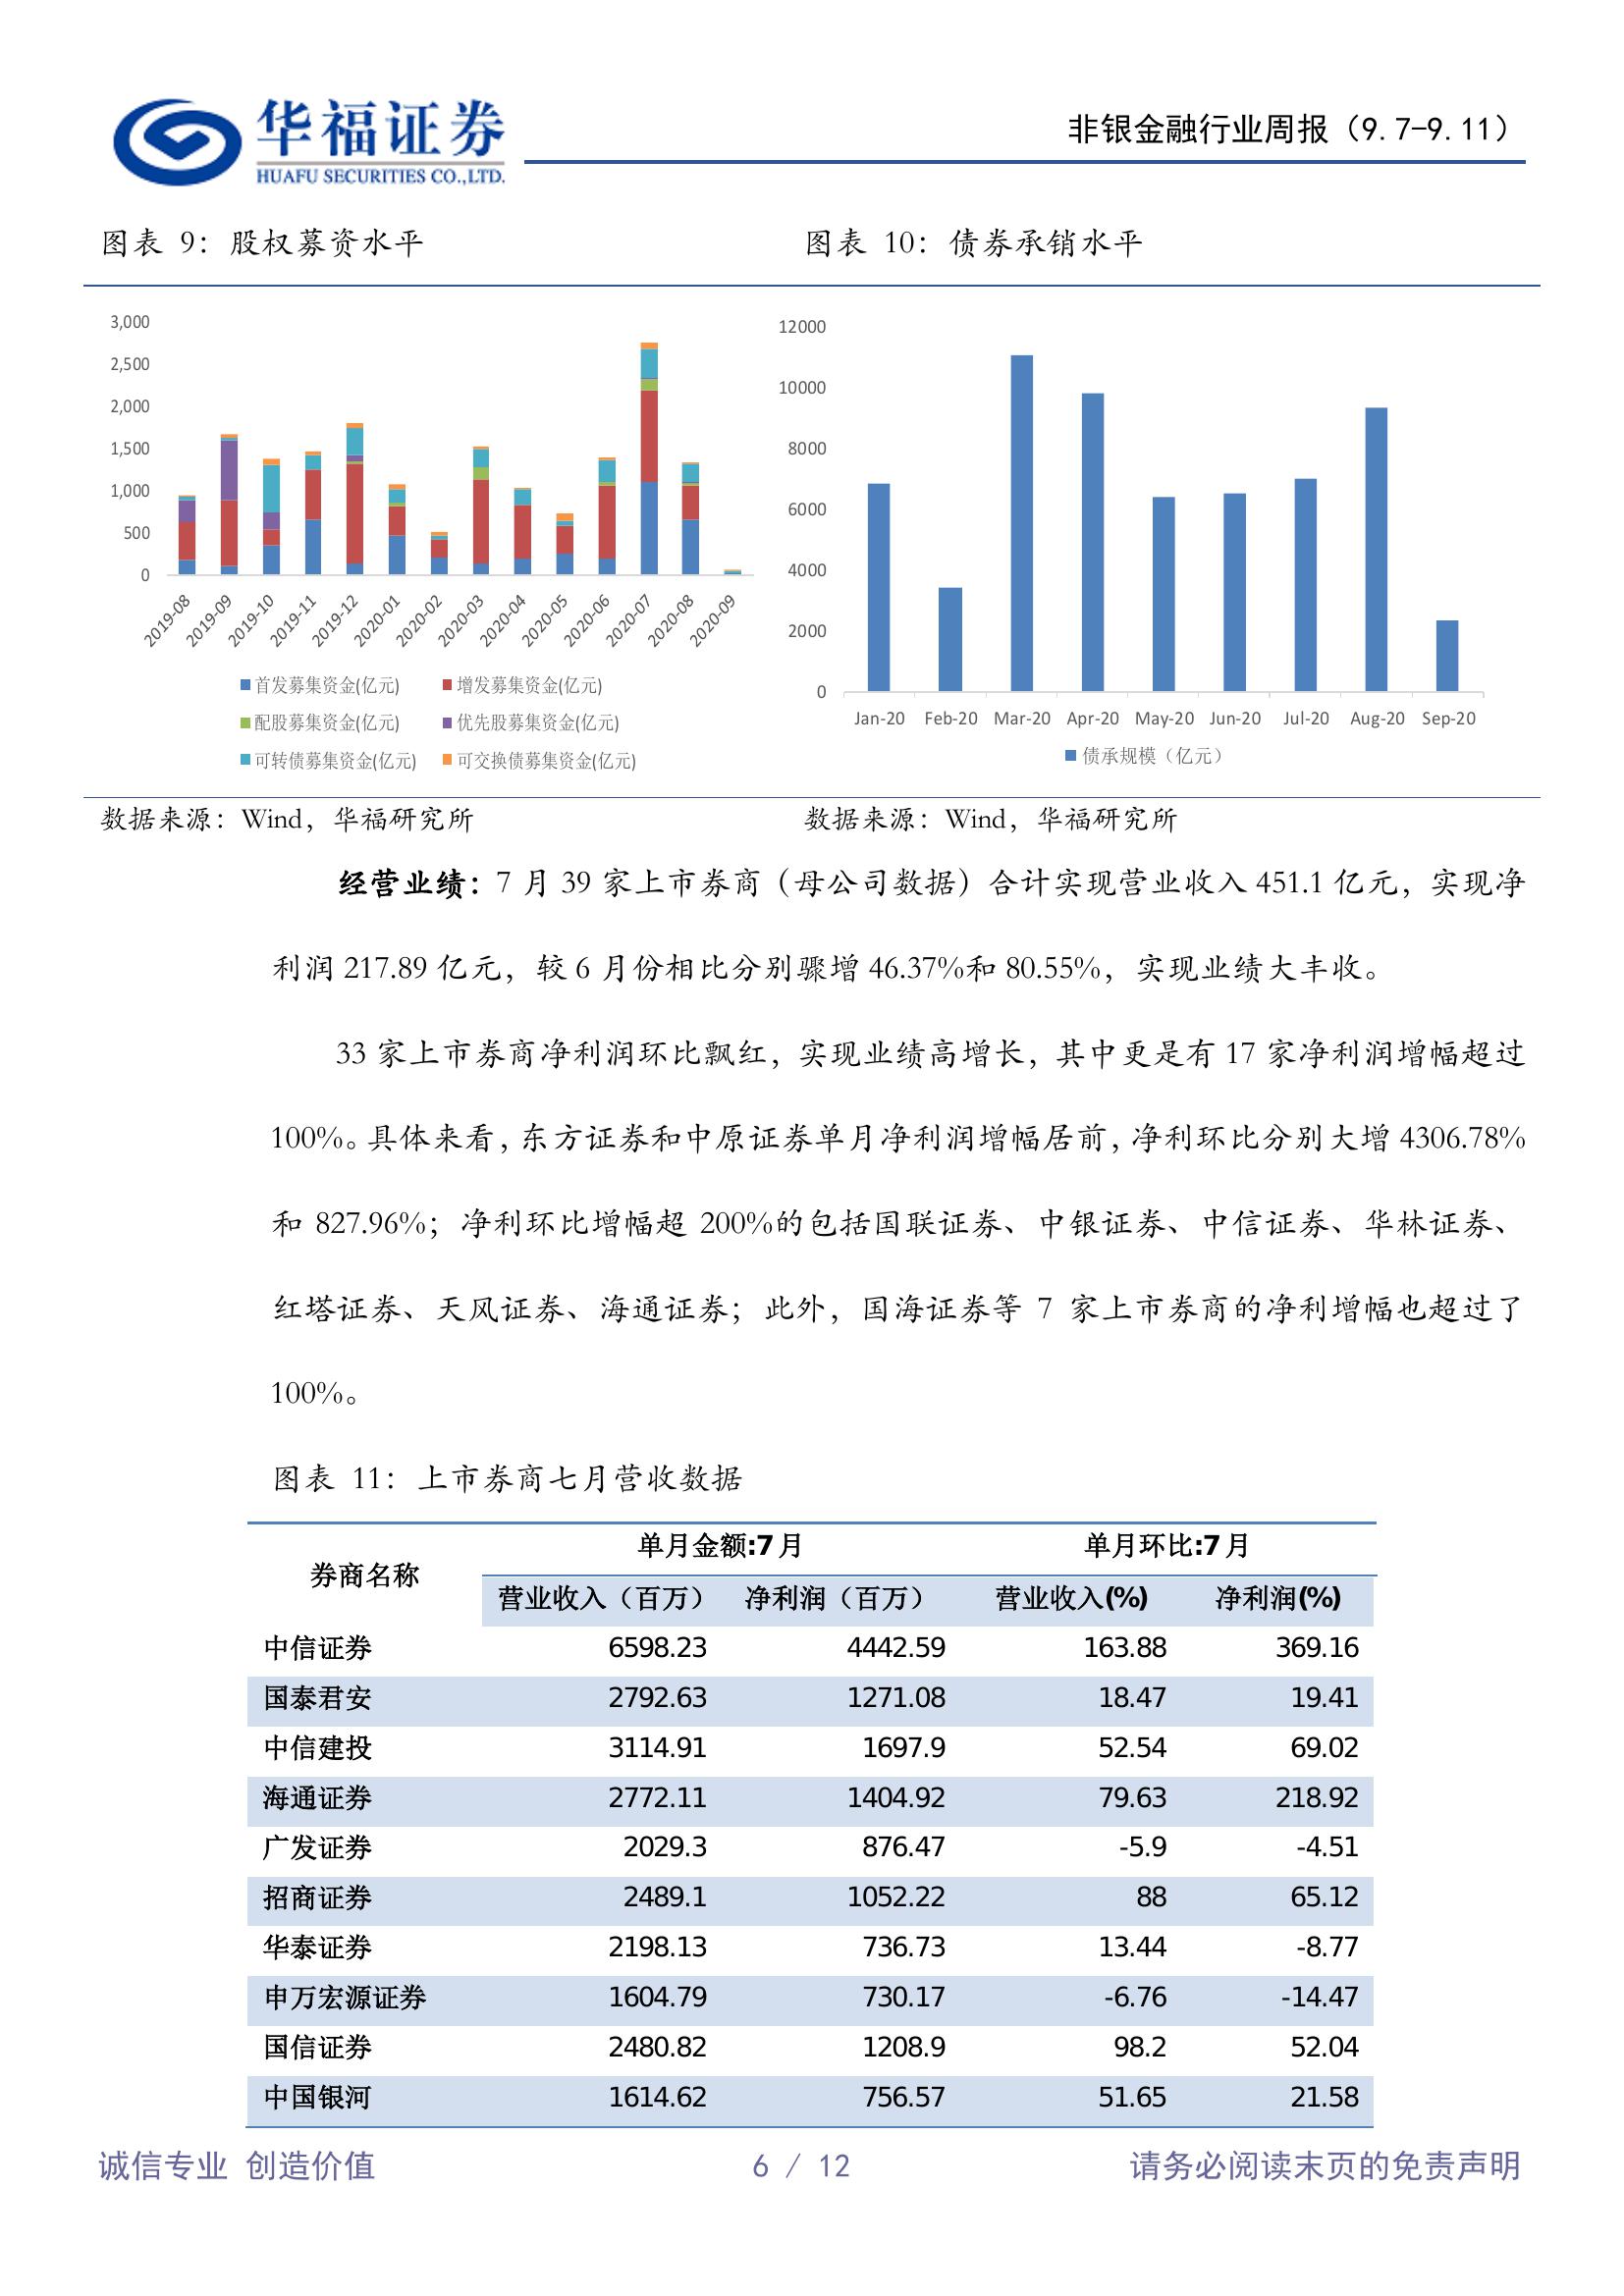 华福证券
HUAFU SECURITIES CO.,LTD.
非银金融行业周报（9.7-9.11）
图表 9：股权募资水平
图表 10：债券承销水平
3,000
2,500
2,000
1,500
1,000
500
0
2019-08 2019-09 2019-10 2019-11 2019-12 2020-01 2020-02 2020-03 2020-04 2020-05 2020-06 2020-07 2020-08 2020-09
首发募集资金(亿元) 增发募集资金(亿元)
配股募集资金(亿元) 优先股募集资金(亿元)
可转债募集资金(亿元) 可交换债募集资金(亿元)
12000
10000
8000
6000
4000
2000
0
Jan-20 Feb-20 Mar-20 Apr-20 May-20 Jun-20 Jul-20 Aug-20 Sep-20
债承规模（亿元）
数据来源：Wind，华福研究所
数据来源：Wind，华福研究所
经营业绩：7 月 39 家上市券商（母公司数据）合计实现营业收入 451.1 亿元，实现净
利润 217.89 亿元，较 6 月份相比分别骤增 46.37%和 80.55%，实现业绩大丰收。
33 家上市券商净利润环比飘红，实现业绩高增长，其中更是有 17 家净利润增幅超过
100%。具体来看，东方证券和中原证券单月净利润增幅居前，净利环比分别大增 4306.78%
和 827.96%；净利环比增幅超 200%的包括国联证券、中银证券、中信证券、华林证券、
红塔证券、天风证券、海通证券；此外，国海证券等 7 家上市券商的净利增幅也超过了
100%。
图表 11：上市券商七月营收数据
券商名称 单月金额:7 月 单月环比:7 月
营业收入（百万） 净利润（百万） 营业收入(%) 净利润(%)
中信证券 6598.23 4442.59 163.88 369.16
国泰君安 2792.63 1271.08 18.47 19.41
中信建投 3114.91 1697.9 52.54 69.02
海通证券 2772.11 1404.92 79.63 218.92
广发证券 2029.3 876.47 -5.9 -4.51
招商证券 2489.1 1052.22 88 65.12
华泰证券 2198.13 736.73 13.44 -8.77
申万宏源证券 1604.79 730.17 -6.76 -14.47
国信证券 2480.82 1208.9 98.2 52.04
中国银河 1614.62 756.57 51.65 21.58
诚信专业 创造价值
6 / 12
请务必阅读末页的免责声明